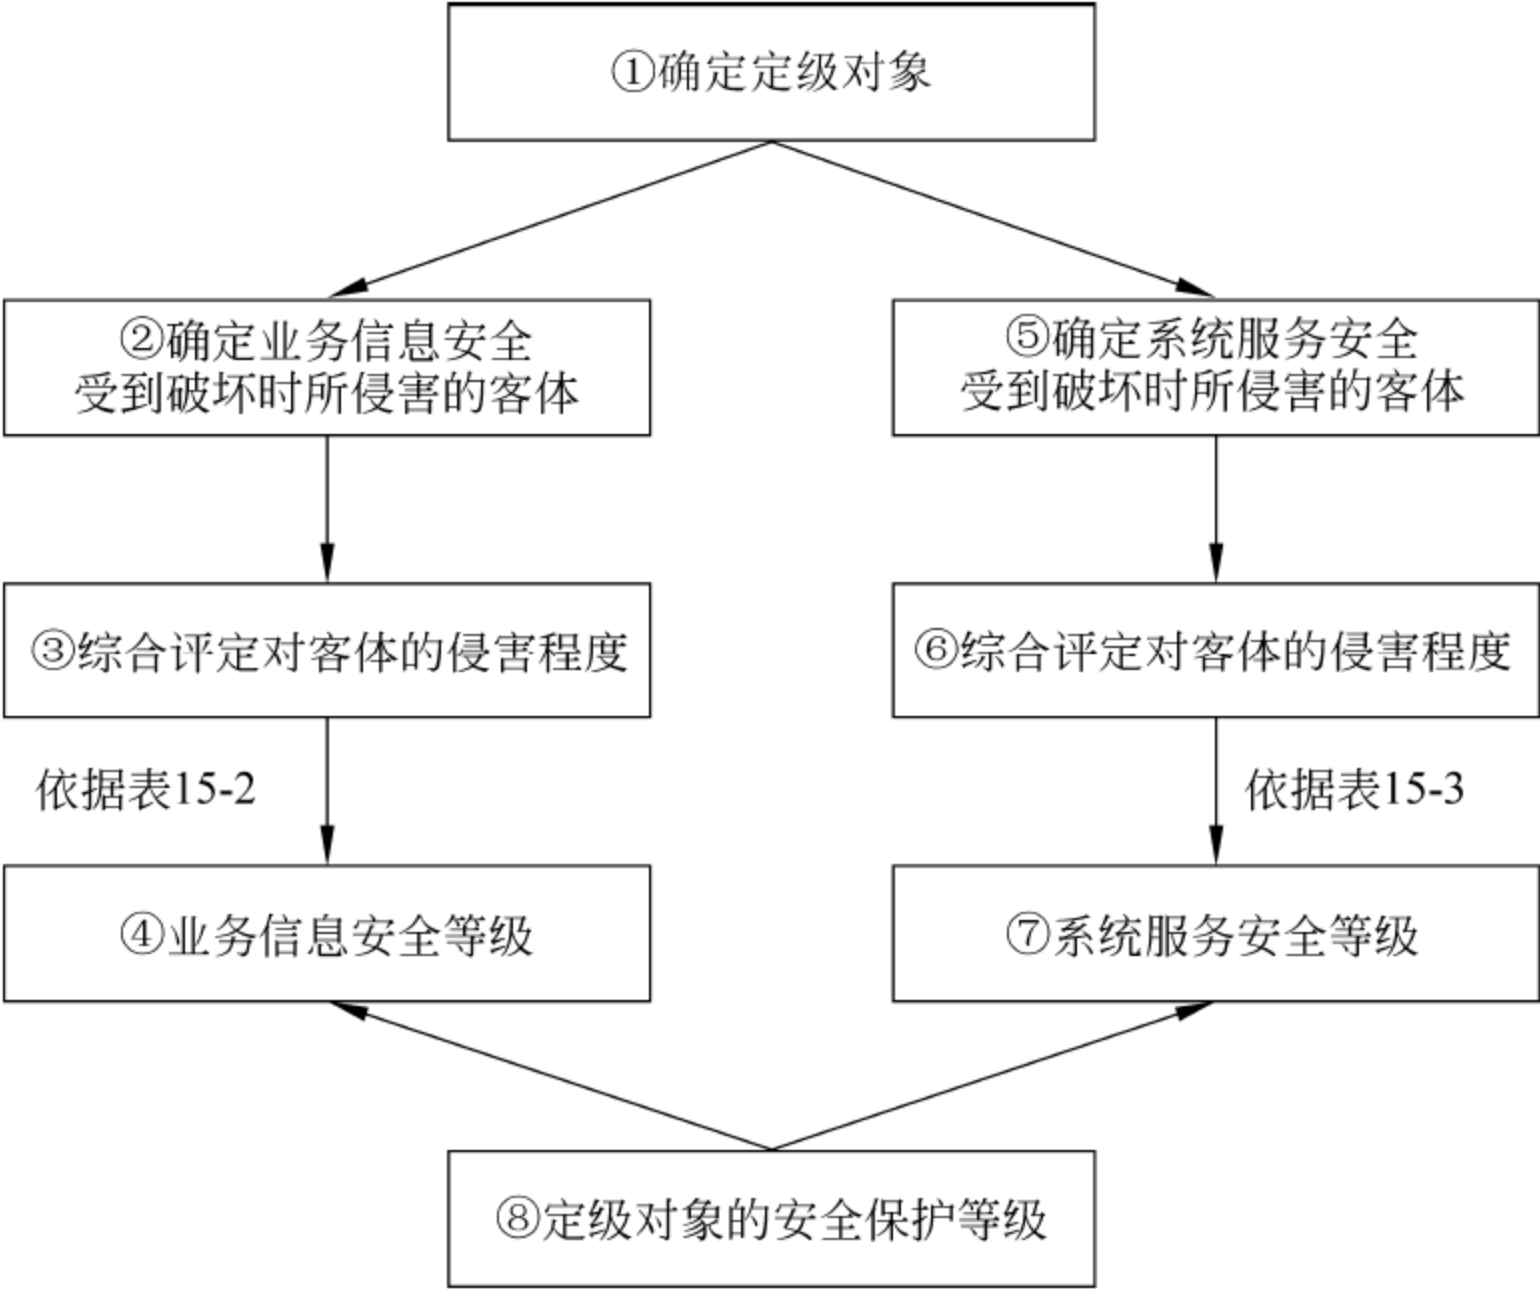 ①确定定级对象
②确定业务信息安全
受到破坏时所侵害的客体
⑤确定系统服务安全
受到破坏时所侵害的客体
③综合评定对客体的侵害程度
⑥综合评定对客体的侵害程度
依据表15-2
依据表15-3
④业务信息安全等级
⑦系统服务安全等级
⑧定级对象的安全保护等级